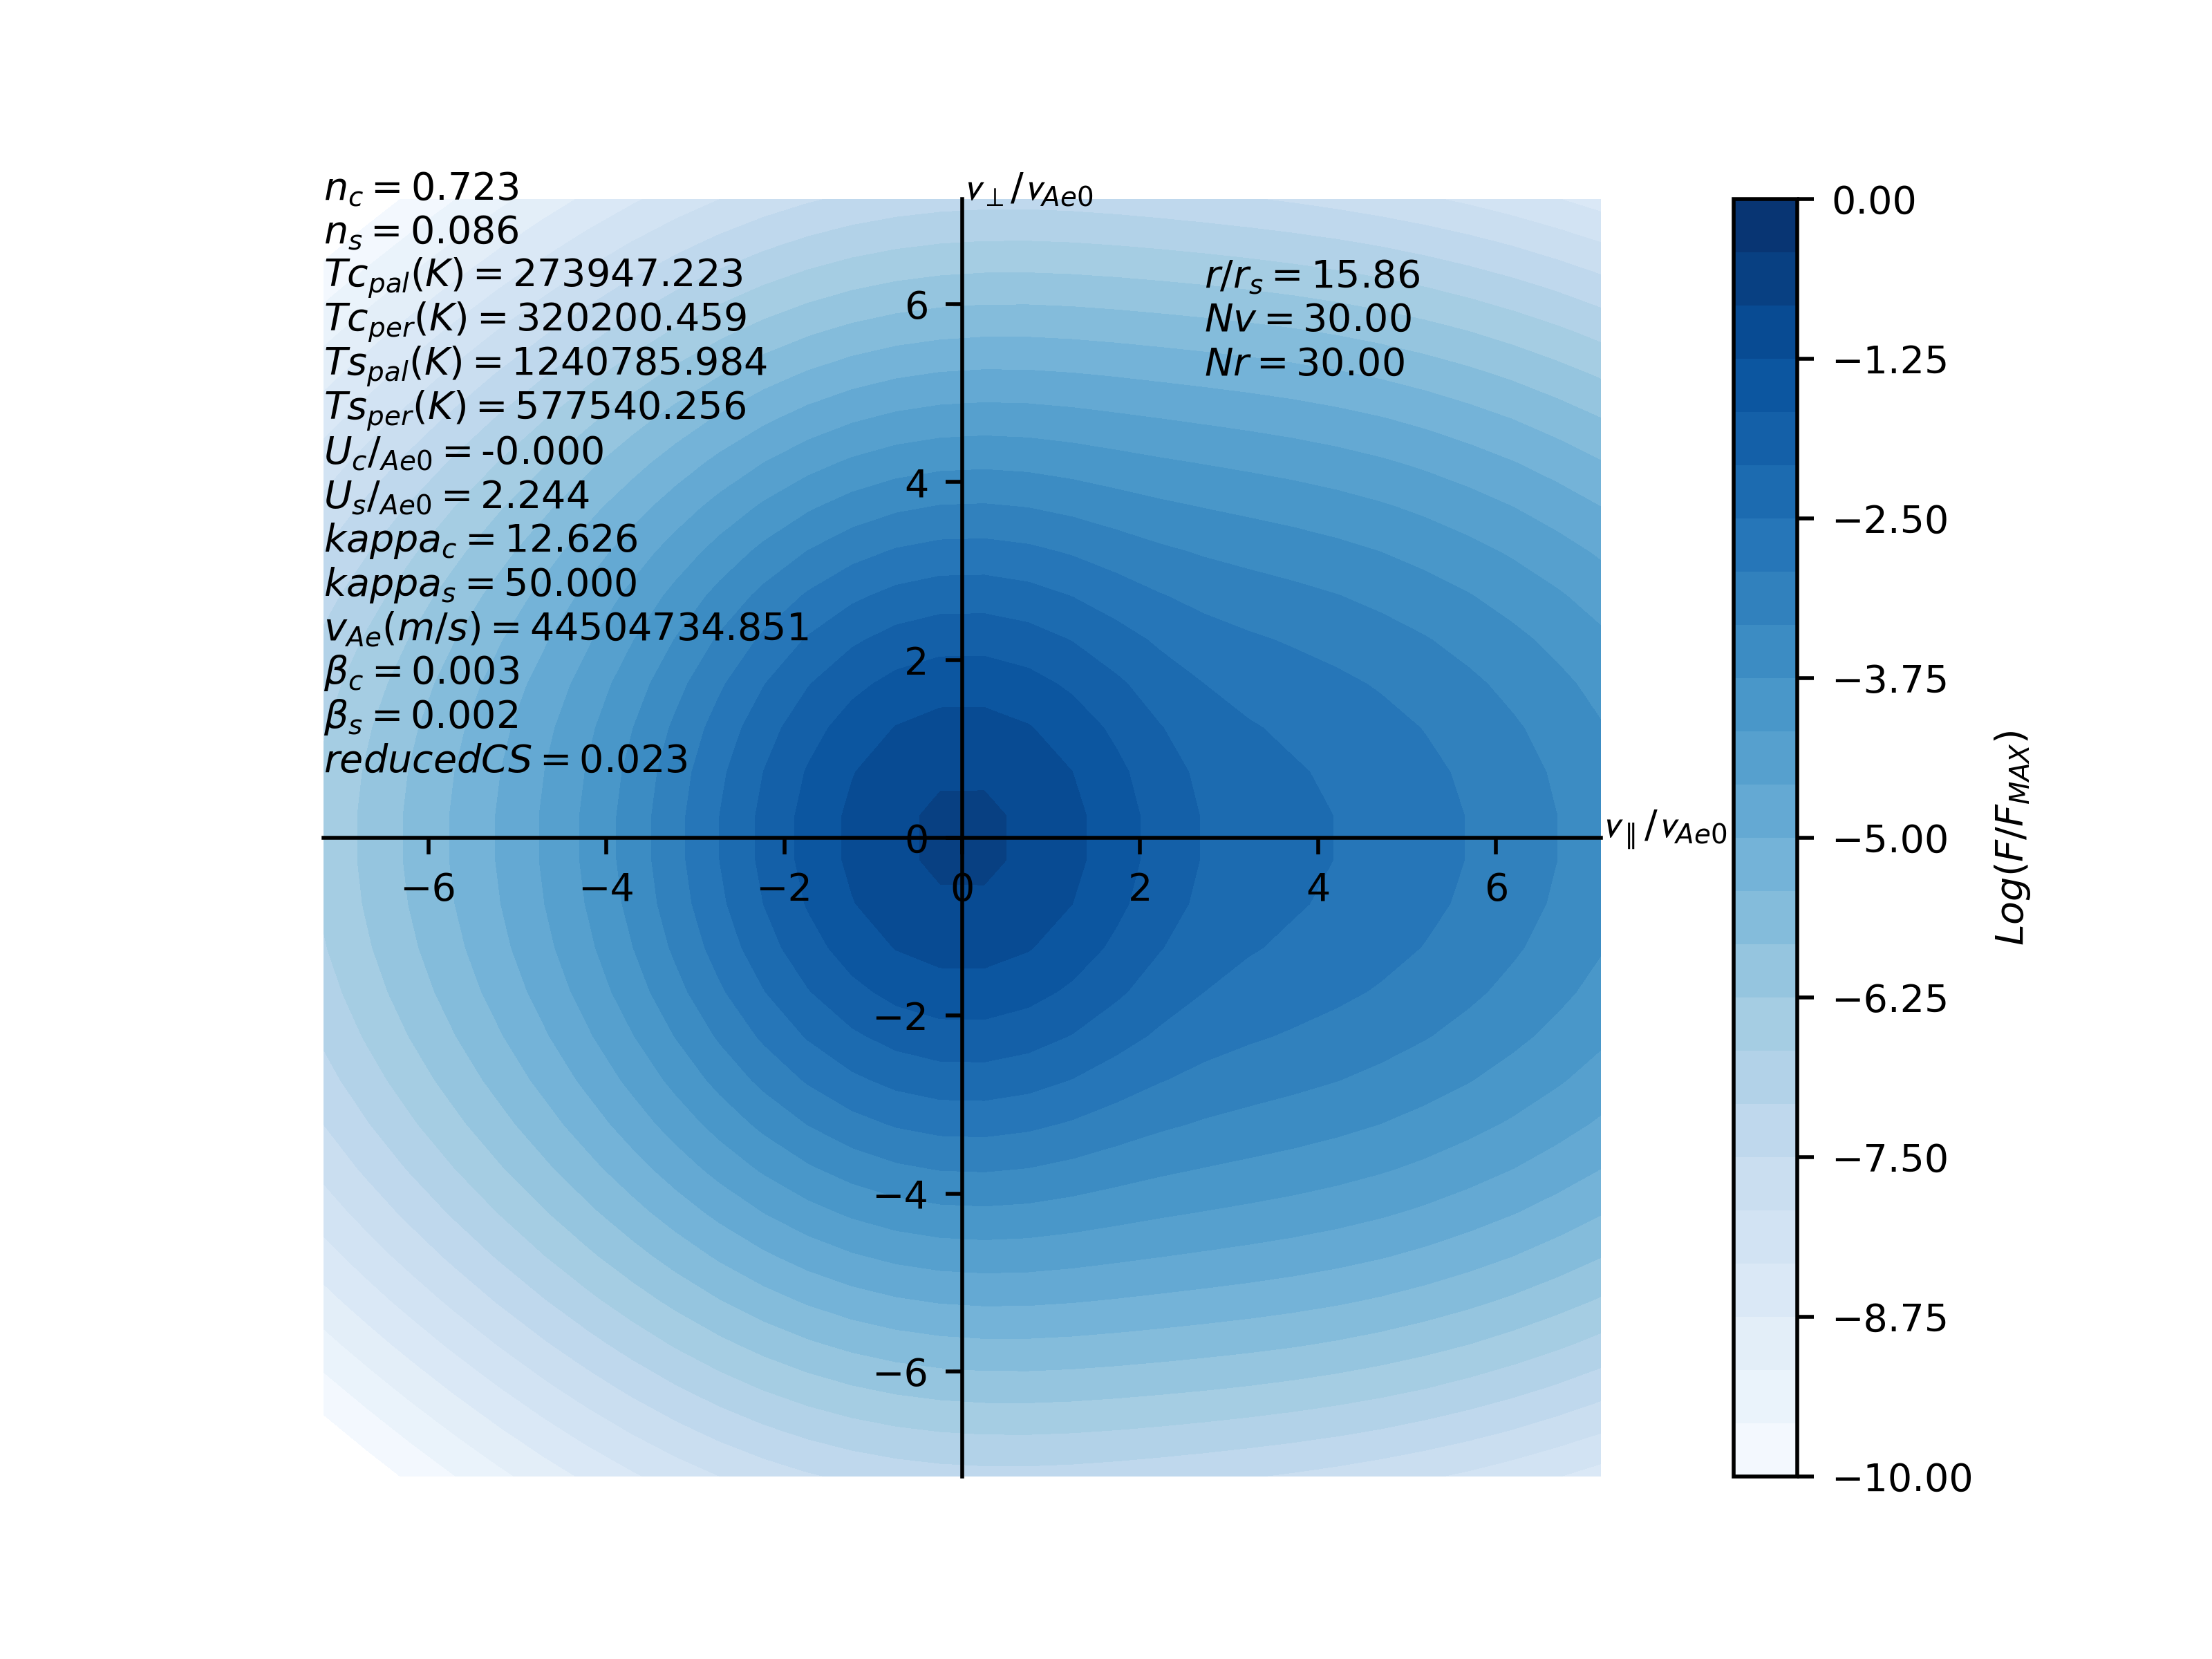 n_c = 0.723
n_s = 0.086
Tc_pal(K) = 273947.223
Tc_per(K) = 320200.459
Ts_pal(K) = 1240785.984
Ts_per(K) = 577540.256
U_c/_Ae0 = -0.000
U_s/_Ae0 = 2.244
kappa_c = 12.626
kappa_s = 50.000
v_Ae(m/s) = 44504734.851
β_c = 0.003
β_s = 0.002
reducedCS = 0.023
v_⊥/v_Ae0
r/r_s = 15.86
Nv = 30.00
Nr = 30.00
6
4
2
0
−2
−4
−6
−6
−4
−2
0
2
4
6
v_∥/v_Ae0
0.00
−1.25
−2.50
−3.75
−5.00
−6.25
−7.50
−8.75
−10.00
Log(F/F_MAX)